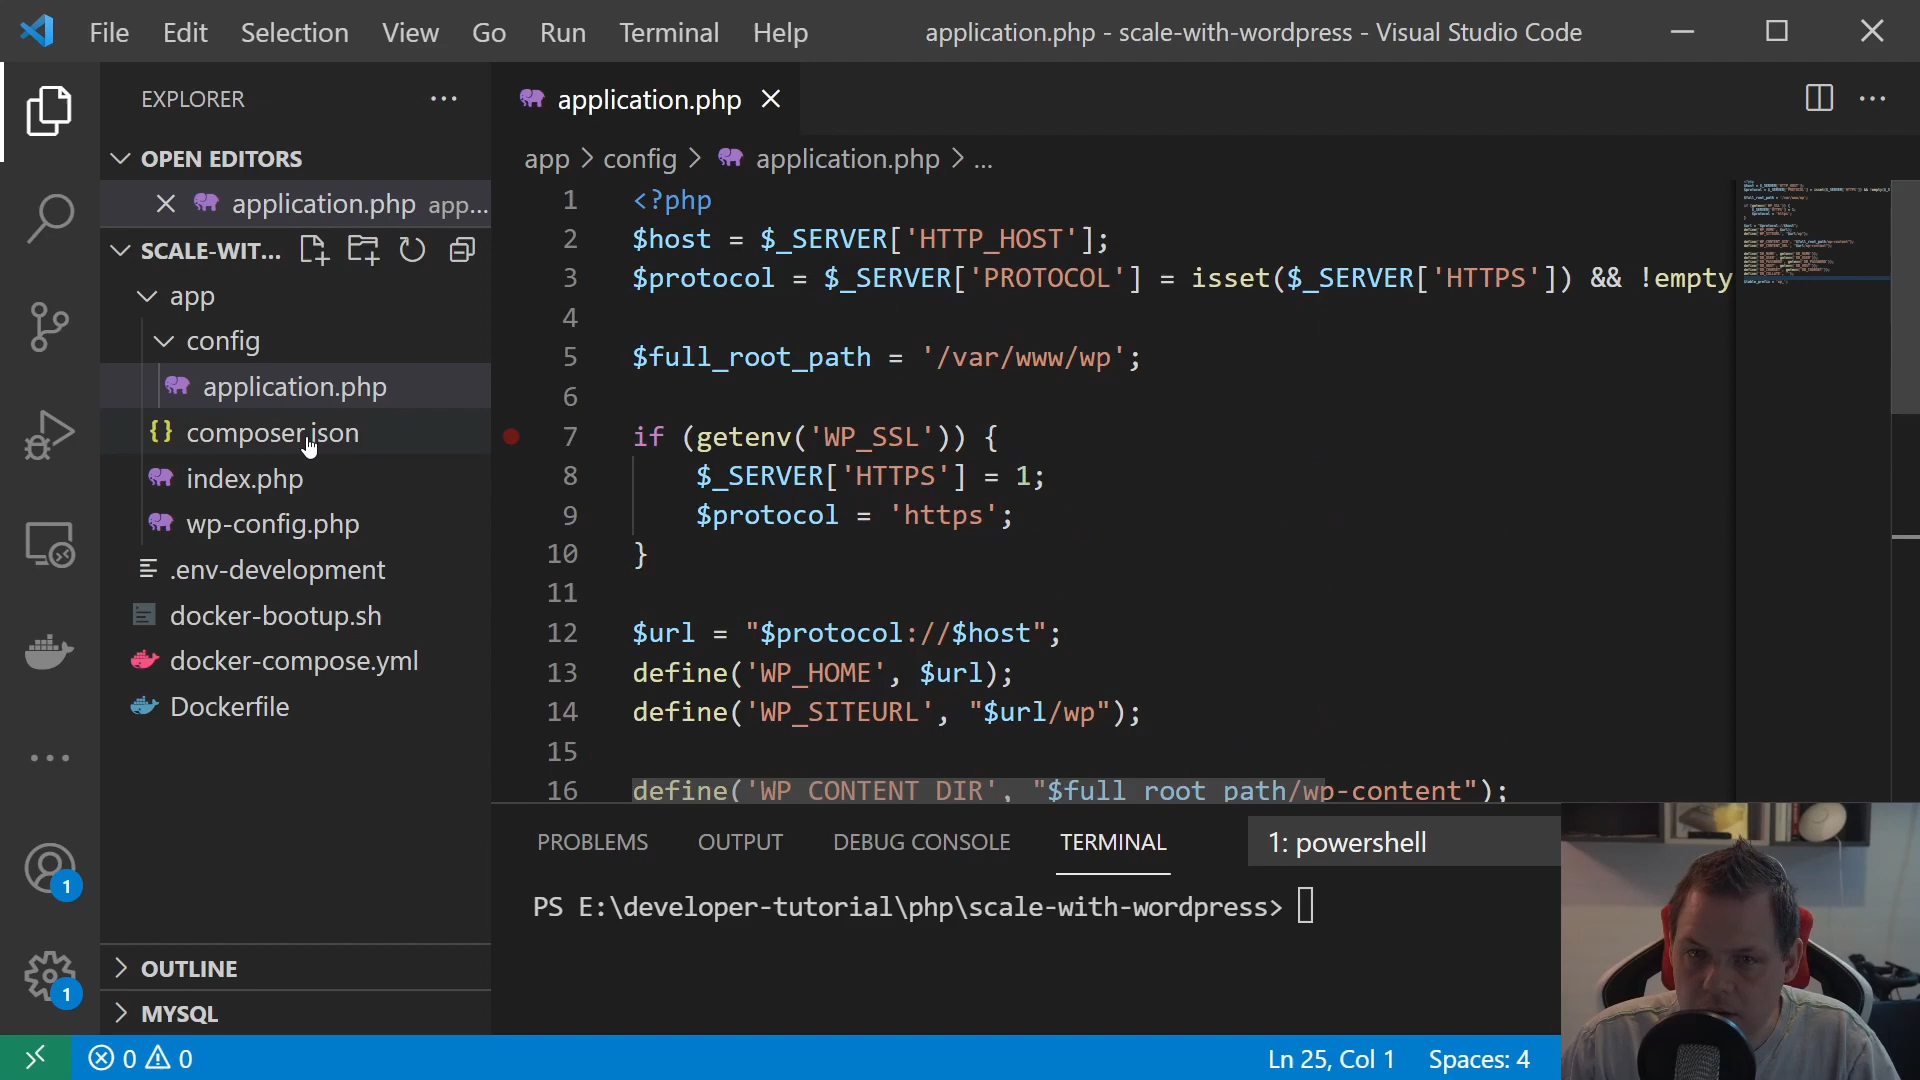 File Edit Selection View Go Run Terminal Help
application.php - scale-with-wordpress - Visual Studio Code
EXPLORER
OPEN EDITORS
application.php app...
SCALE-WIT...
app
config
application.php
composer.json
index.php
wp-config.php
.env-development
docker-bootup.sh
docker-compose.yml
Dockerfile
OUTLINE
MYSQL
1
1
application.php
app > config > application.php > ...
1 <?php
2 $host = $_SERVER['HTTP_HOST'];
3 $protocol = $_SERVER['PROTOCOL'] = isset($_SERVER['HTTPS']) && !empty
4
5 $full_root_path = '/var/www/wp';
6
7 if (getenv('WP_SSL')) {
8 $_SERVER['HTTPS'] = 1;
9 $protocol = 'https';
10 }
11
12 $url = "$protocol://$host";
13 define('WP_HOME', $url);
14 define('WP_SITEURL', "$url/wp");
15
16 define('WP_CONTENT_DIR', "$full_root_path/wp-content");
PROBLEMS OUTPUT DEBUG CONSOLE TERMINAL 1: powershell
PS E:\developer-tutorial\php\scale-with-wordpress>
0 0 Ln 25, Col 1 Spaces: 4